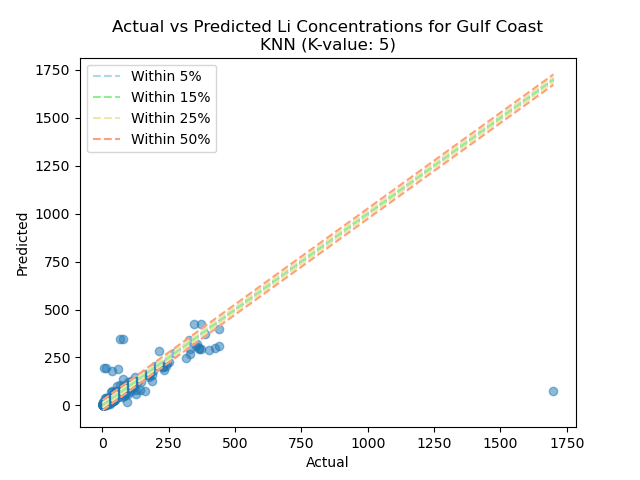 Actual vs Predicted Li Concentrations for Gulf Coast
KNN (K-value: 5)
Within 5%
Within 15%
Within 25%
Within 50%
1750
1500
1250
1000
750
500
250
0
Predicted
0 250 500 750 1000 1250 1500 1750
Actual